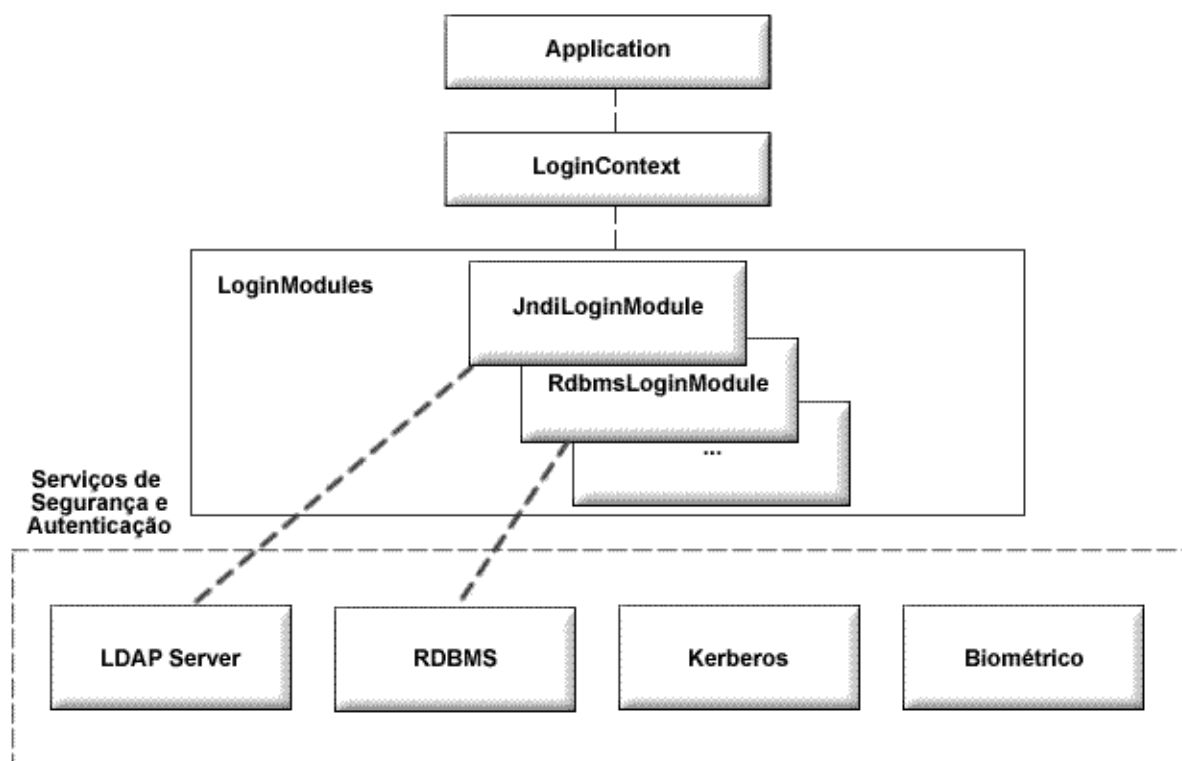 Application
LoginContext
LoginModules
JndiLoginModule
RdbmsLoginModule
...
Serviços de
Segurança e
Autenticação
LDAP Server
RDBMS
Kerberos
Biométrico